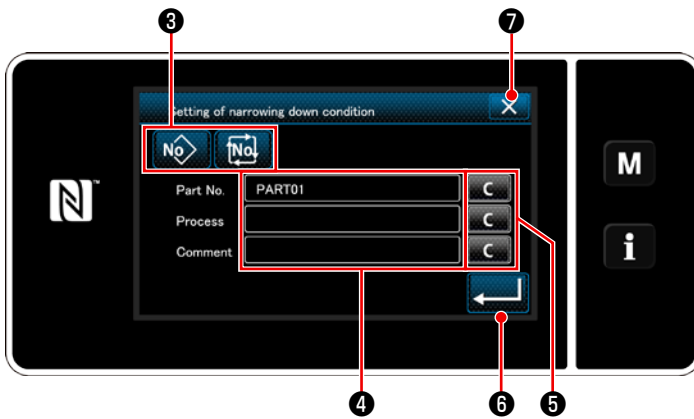 ❸ ❼
Setting of narrowing down condition
No No.
M
Part No. PART01 C
Process C
i
Comment C
❹ ❻ ❺